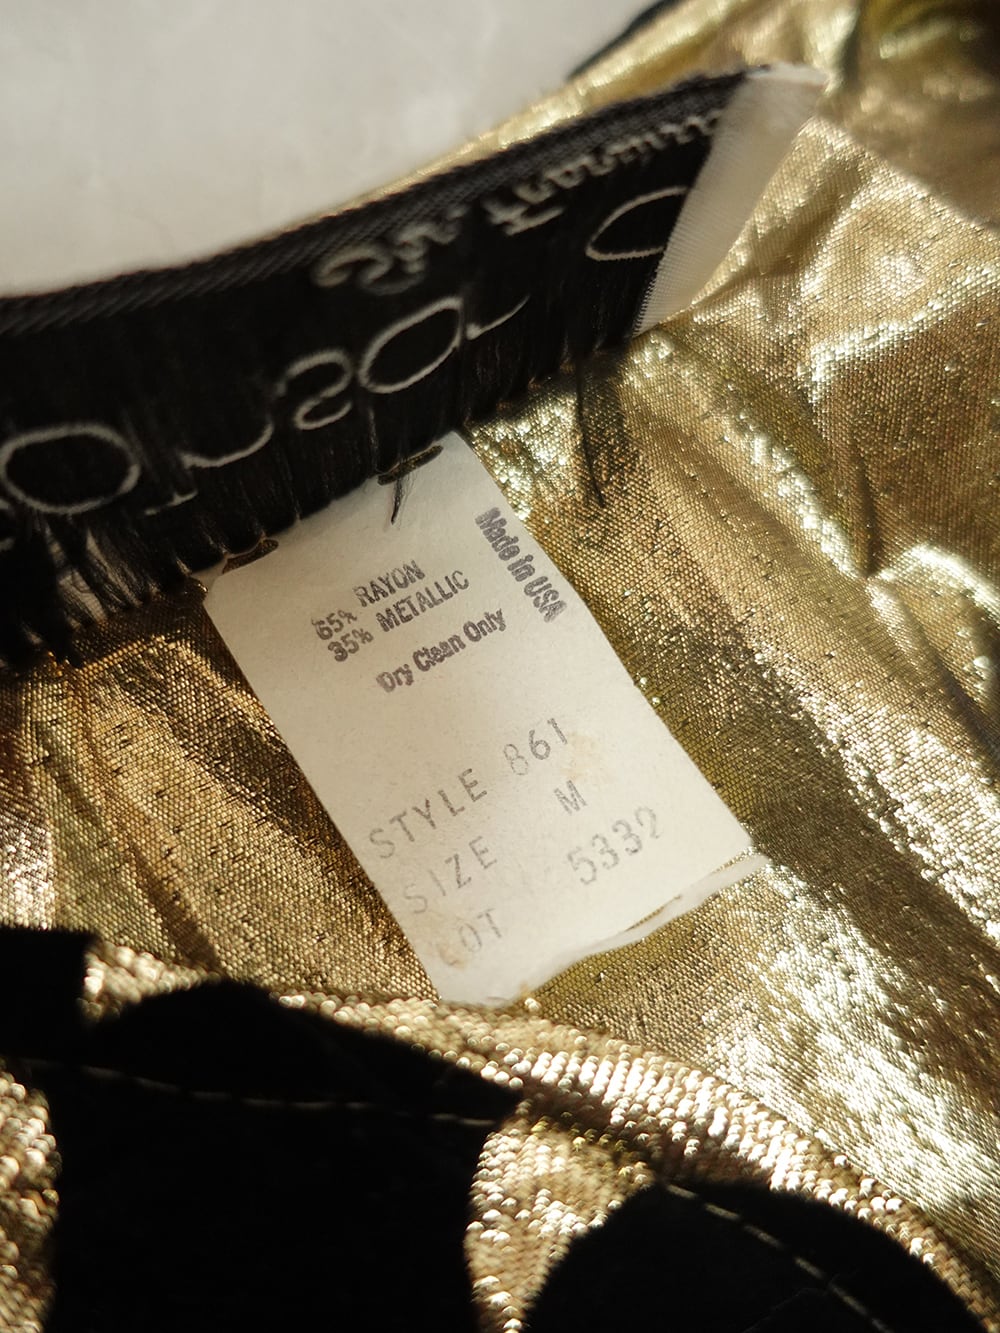 65% RAYON
35% METALLIC
Dry Clean Only
Made in USA
STYLE 861
SIZE M
LOT 5332